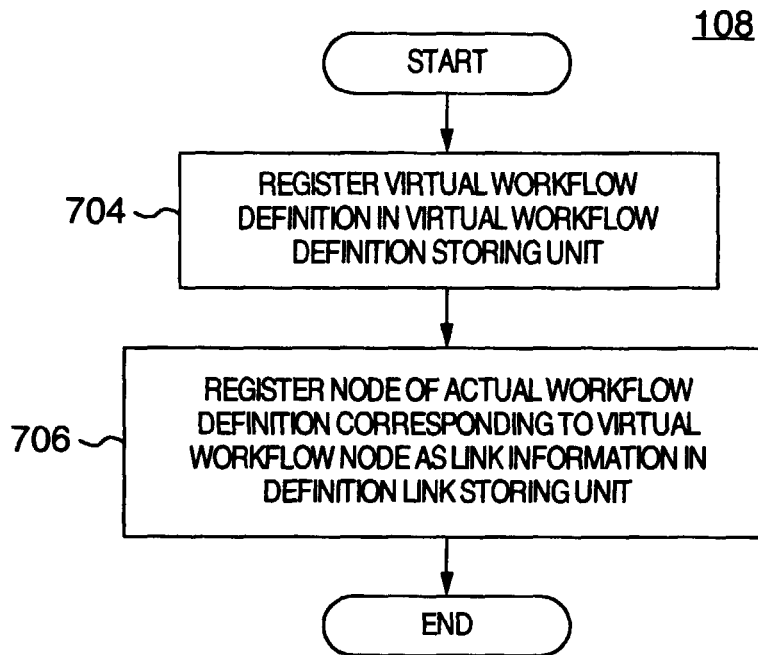 108
START
704
REGISTER VIRTUAL WORKFLOW
DEFINITION IN VIRTUAL WORKFLOW
DEFINITION STORING UNIT
706
REGISTER NODE OF ACTUAL WORKFLOW
DEFINITION CORRESPONDING TO VIRTUAL
WORKFLOW NODE AS LINK INFORMATION IN
DEFINITION LINK STORING UNIT
END